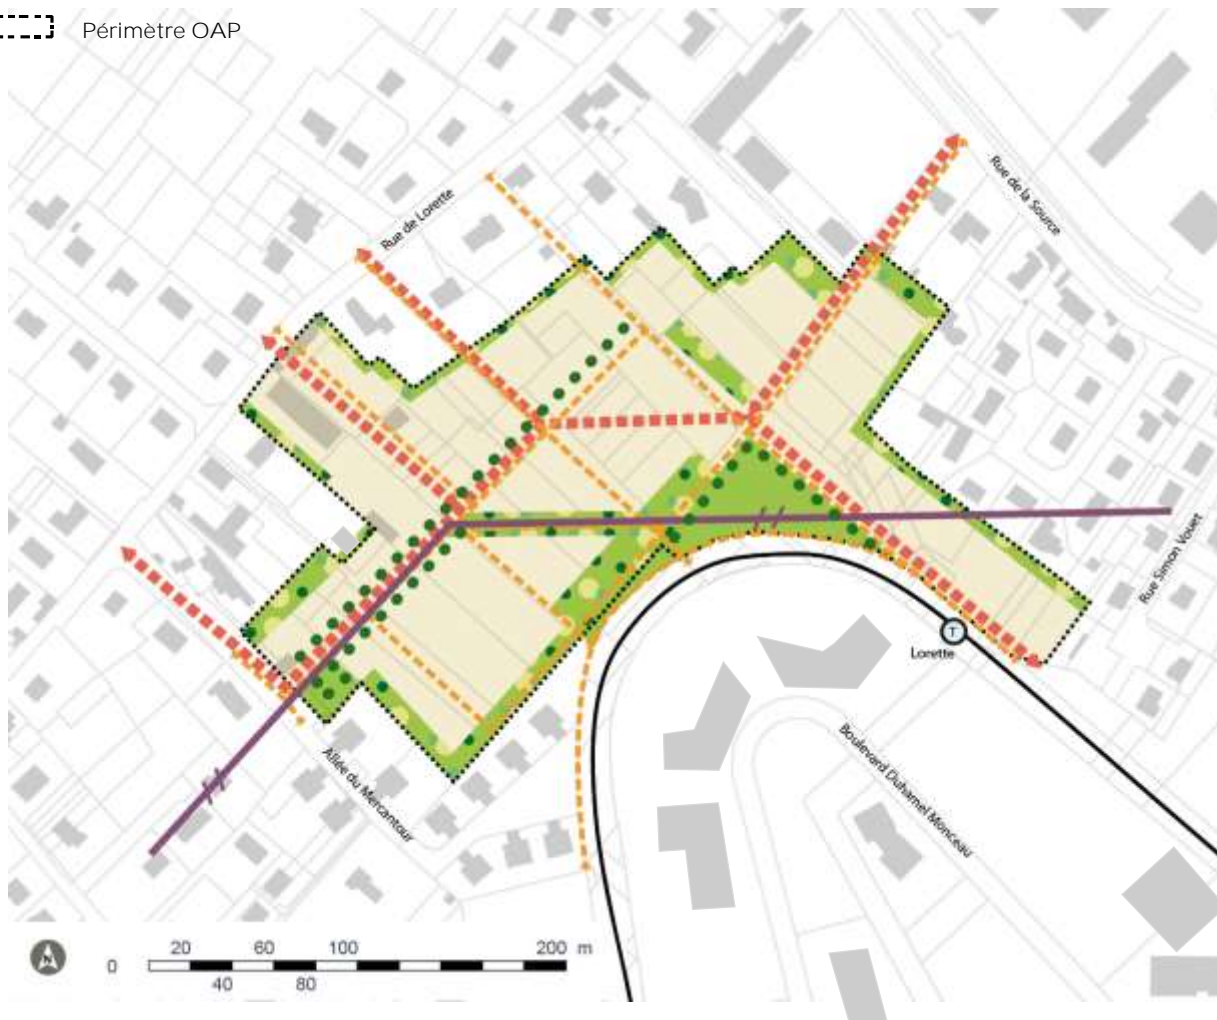 Périmètre OAP
Rue de la Source
Rue de Lorette
Rue Simon Vouet
T
Lorette
Boulevard Duhamel Monceau
Allée du Mercantour
N
0 20 60 100 200 m
40 80